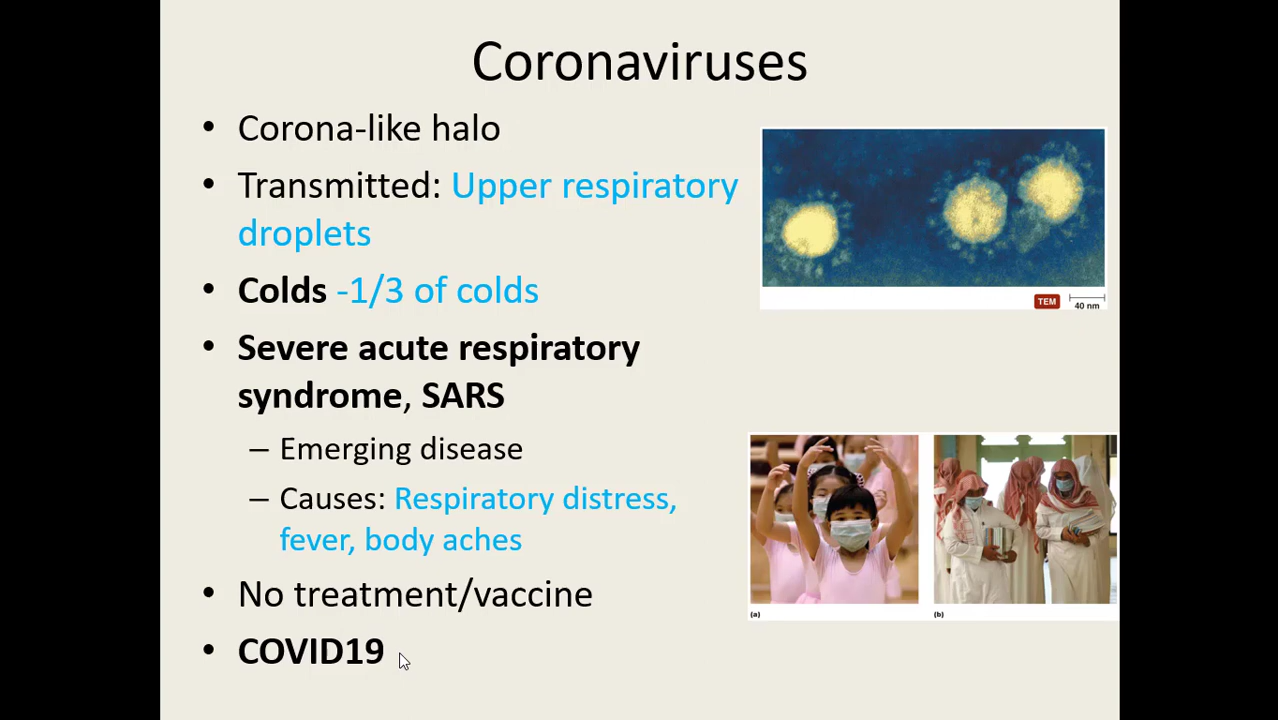 Coronaviruses
• Corona-like halo
• Transmitted: Upper respiratory
droplets
• Colds -1/3 of colds
• Severe acute respiratory
syndrome, SARS
– Emerging disease
– Causes: Respiratory distress,
fever, body aches
• No treatment/vaccine
• COVID19
TEM
40 nm
(a)
(b)